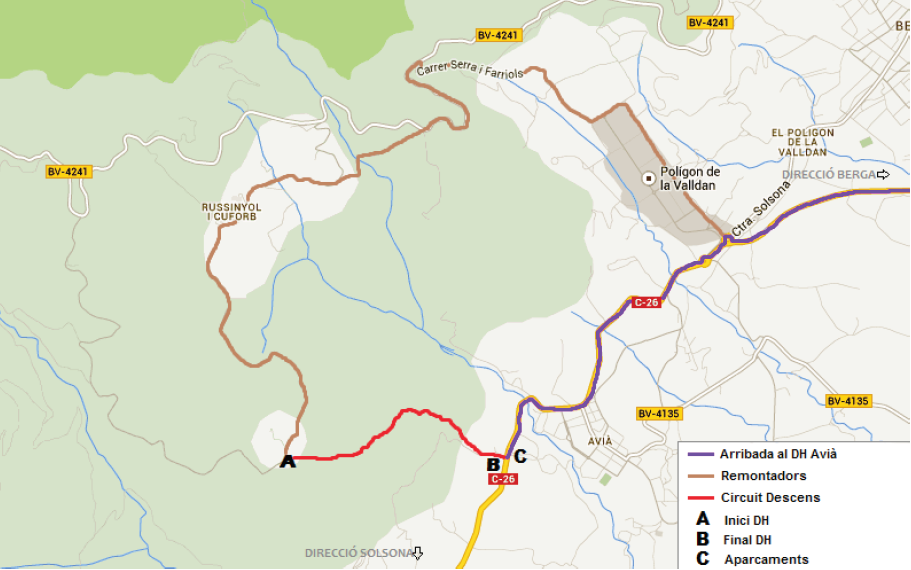 BV-4241
BE
BV-4241
Carrer Serra i Farriols
EL POLIGON
DE LA
VALLDAN
BV-4241
Polígon de
la Valldan
DIRECCIÓ BERGA
Ctra. Solsona
RUSSINYOL
I CUFORB
C-26
BV-4135
BV-4135
AVIÀ
A
B
C
C-26
DIRECCIÓ SOLSONA
Arribada al DH Avià
Remontadors
Circuit Descens
A Inici DH
B Final DH
C Aparcaments